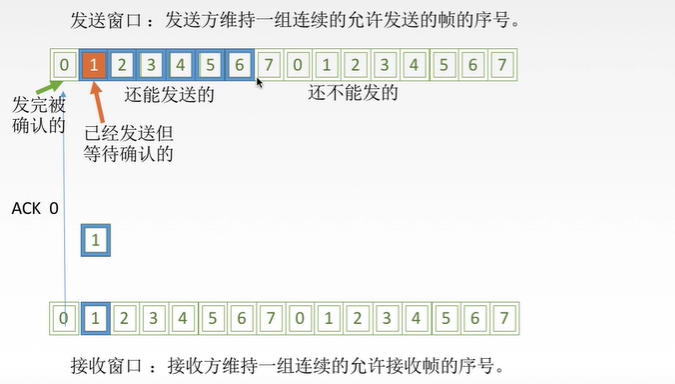 发送窗口：发送方维持一组连续的允许发送的帧的序号。
0 1 2 3 4 5 6 7 0 1 2 3 4 5 6 7
还能发送的 还不能发的
发完被
确认的
已经发送但
等待确认的
ACK 0
1
0 1 2 3 4 5 6 7 0 1 2 3 4 5 6 7
接收窗口：接收方维持一组连续的允许接收帧的序号。